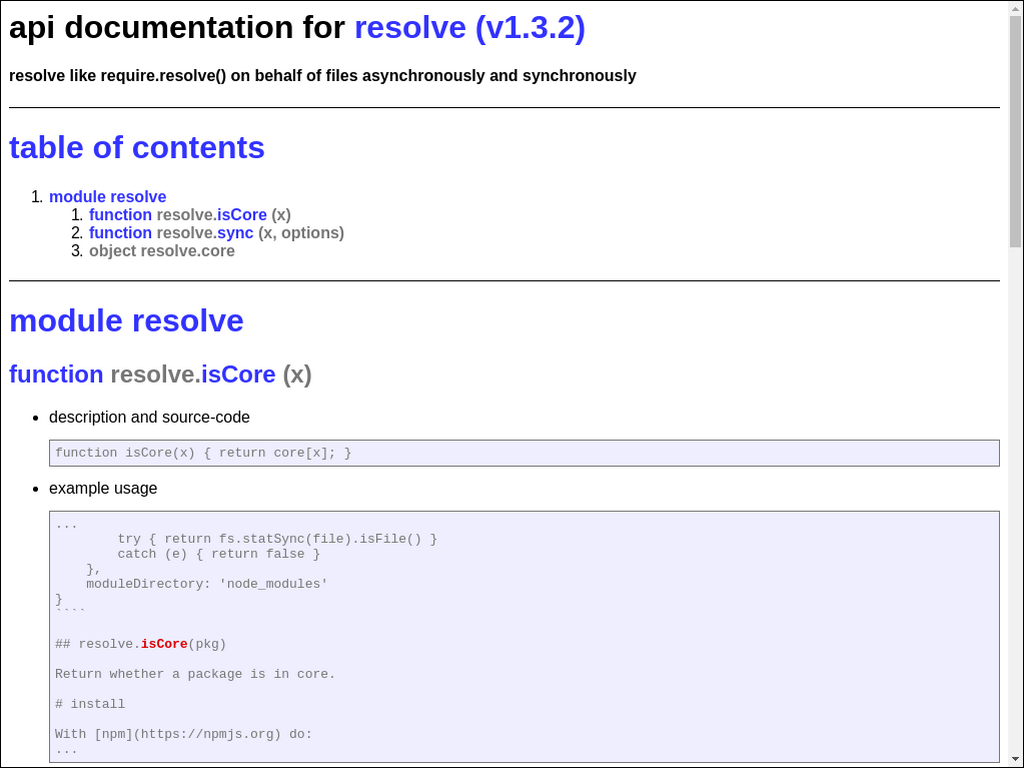 api documentation for resolve (v1.3.2)
resolve like require.resolve() on behalf of files asynchronously and synchronously
table of contents
1. module resolve
1. function resolve.isCore (x)
2. function resolve.sync (x, options)
3. object resolve.core
module resolve
function resolve.isCore (x)
• description and source-code
function isCore(x) { return core[x]; }
• example usage
...
        try { return fs.statSync(file).isFile() }
        catch (e) { return false }
    },
    moduleDirectory: 'node_modules'
}
````
## resolve.isCore(pkg)
Return whether a package is in core.
# install
With [npm](https://npmjs.org) do:
...